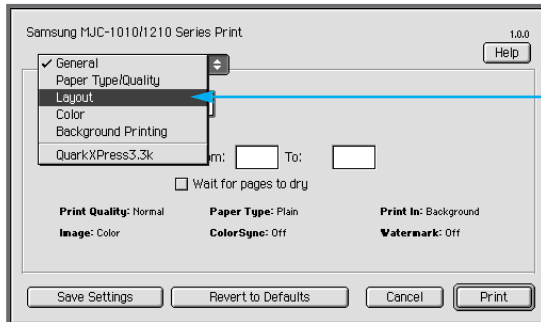 Samsung MJC-1010/1210 Series Print
1.0.0
Help
✓ General
Paper Type/Quality
Layout
Color
Background Printing
QuarkXPress3.3k
om: To:
Wait for pages to dry
Print Quality: Normal Paper Type: Plain Print In: Background
Image: Color ColorSync: Off Watermark: Off
Save Settings Revert to Defaults Cancel Print